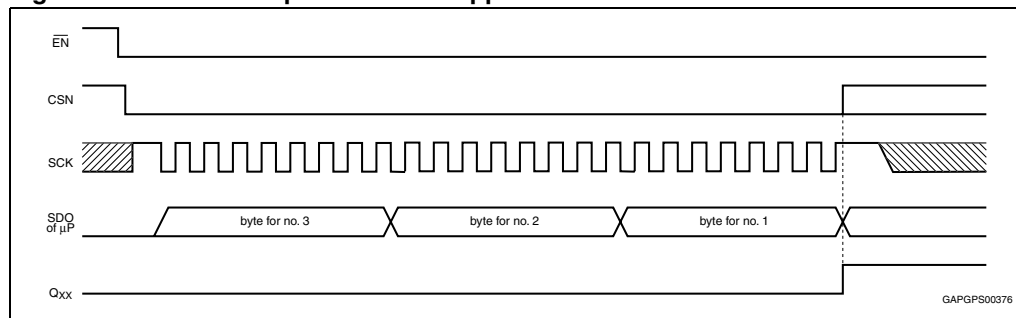 EN
CSN
SCK
SDO
of µP
byte for no. 3
byte for no. 2
byte for no. 1
QXX
GAPGPS00376